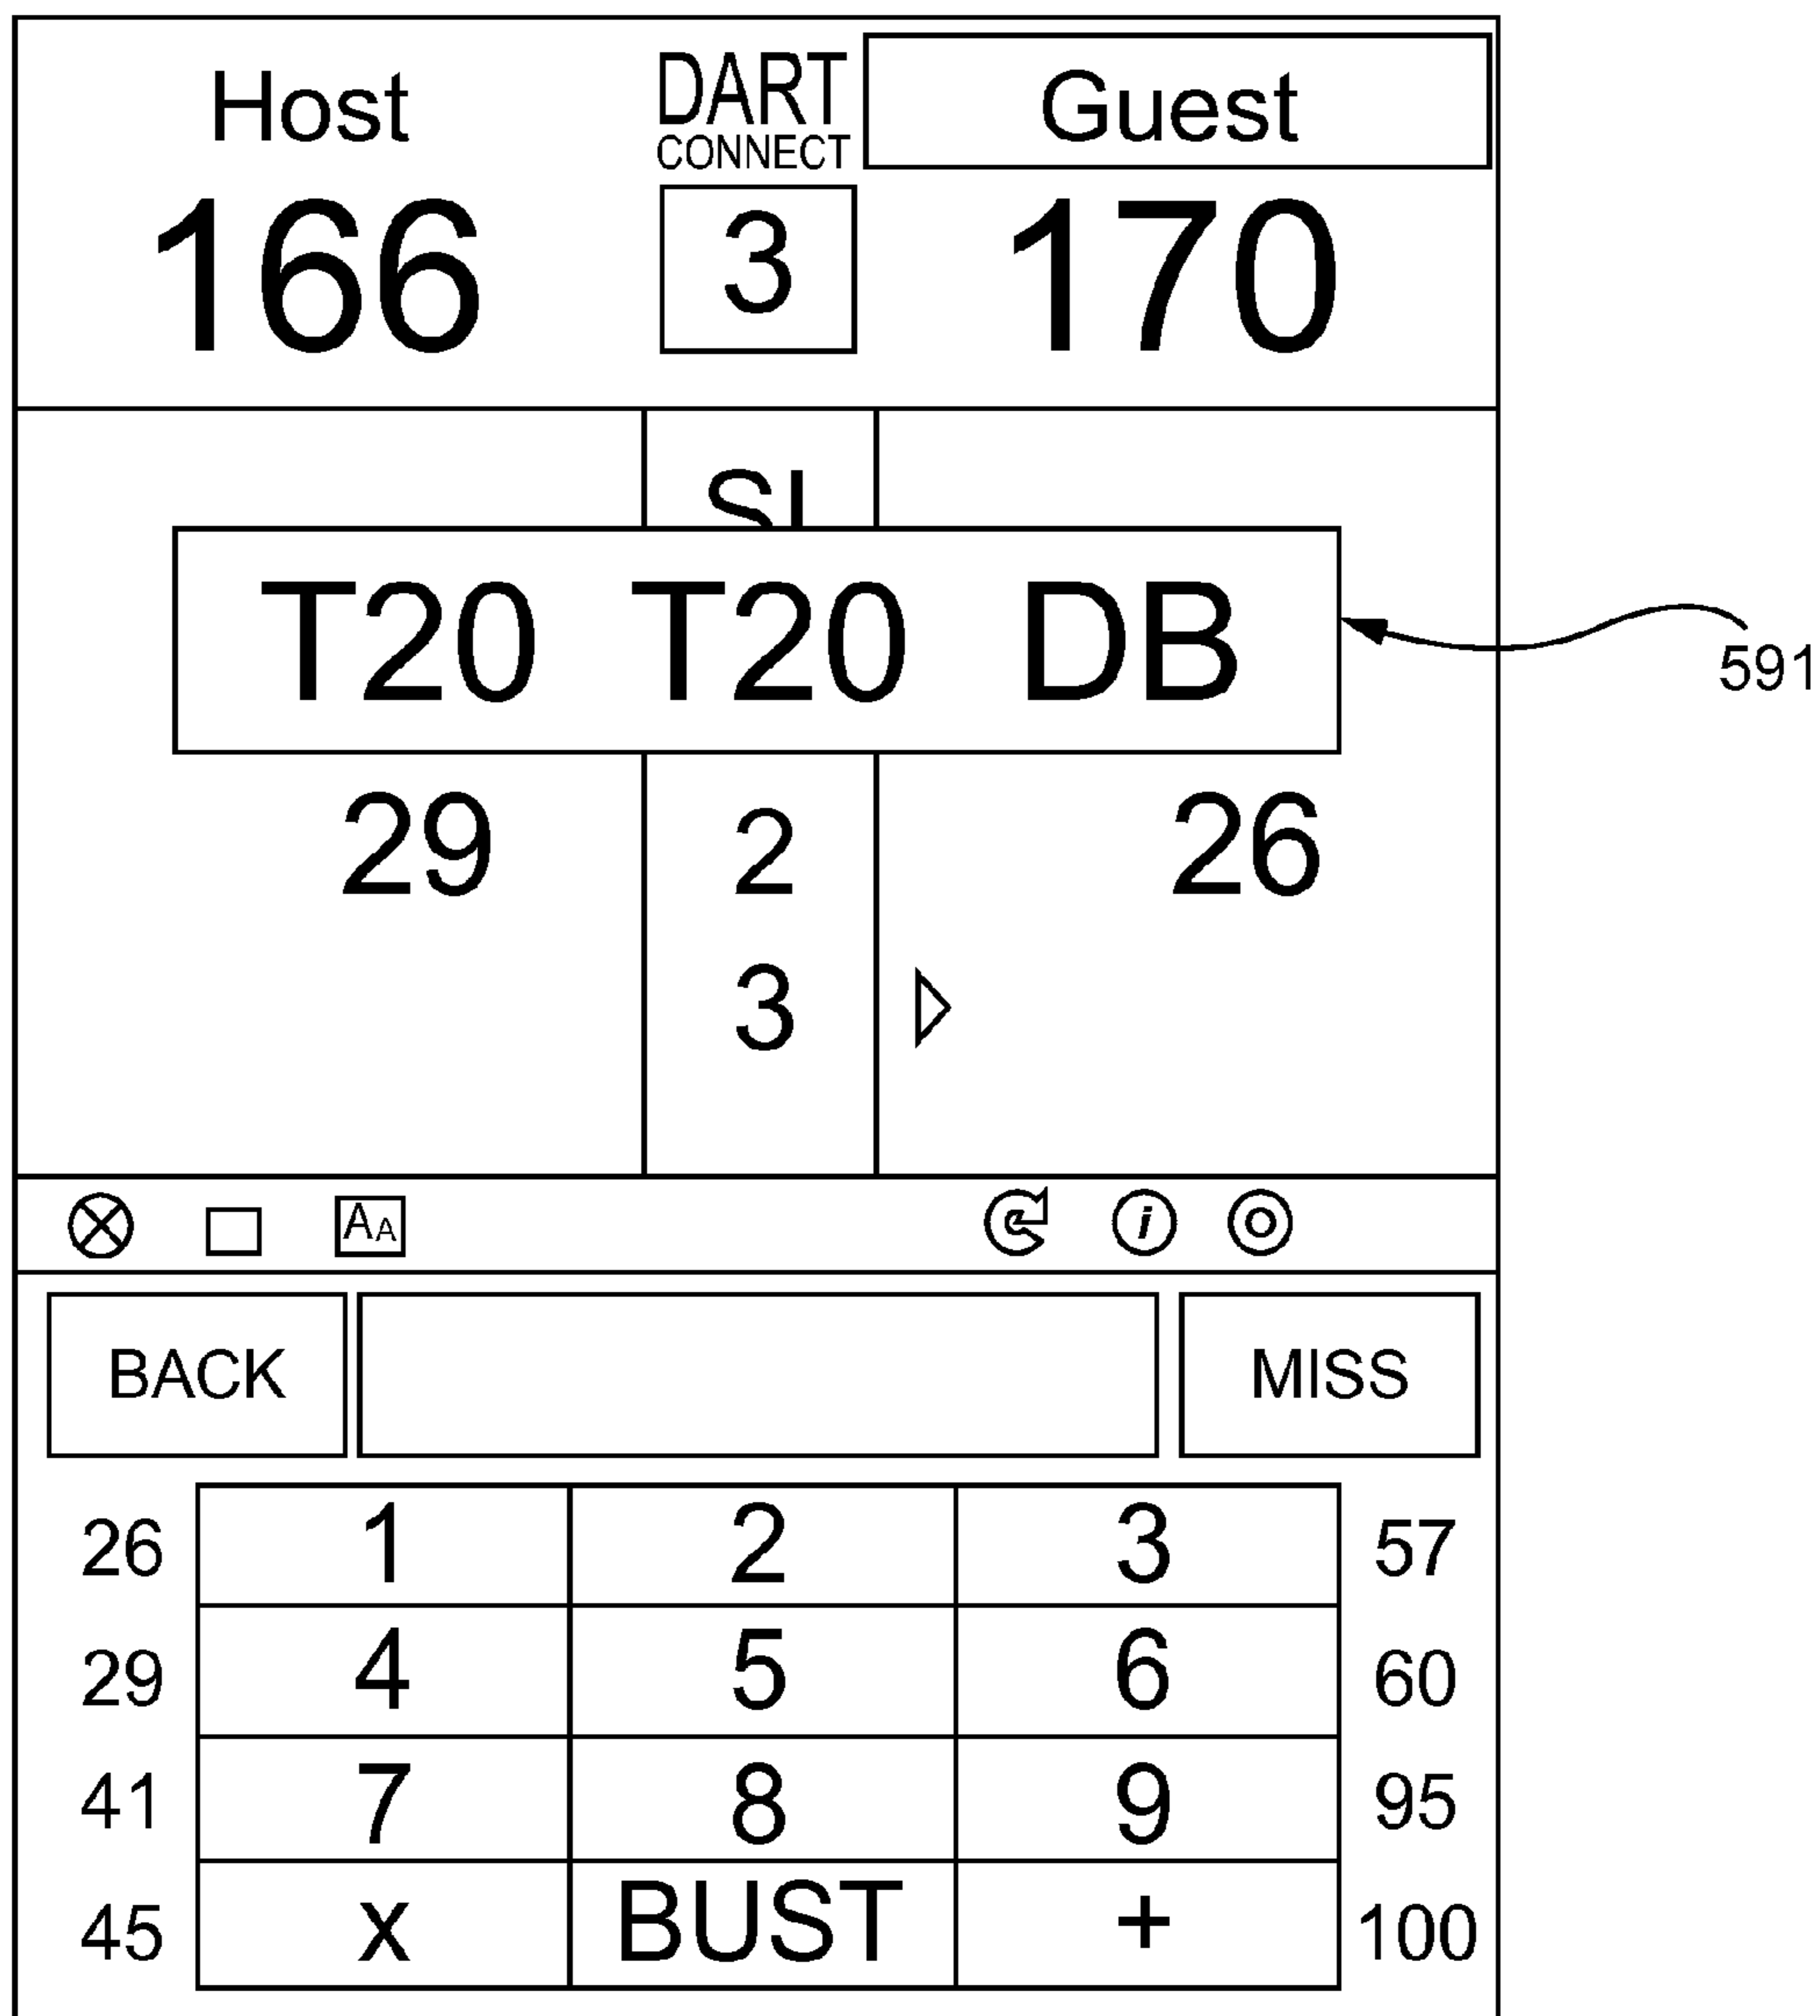 Host DART Guest
CONNECT
166 3 170
T20 T20 DB
591
29 2 26
3
AA i
BACK MISS
26 1 2 3 57
29 4 5 6 60
41 7 8 9 95
45 x BUST + 100